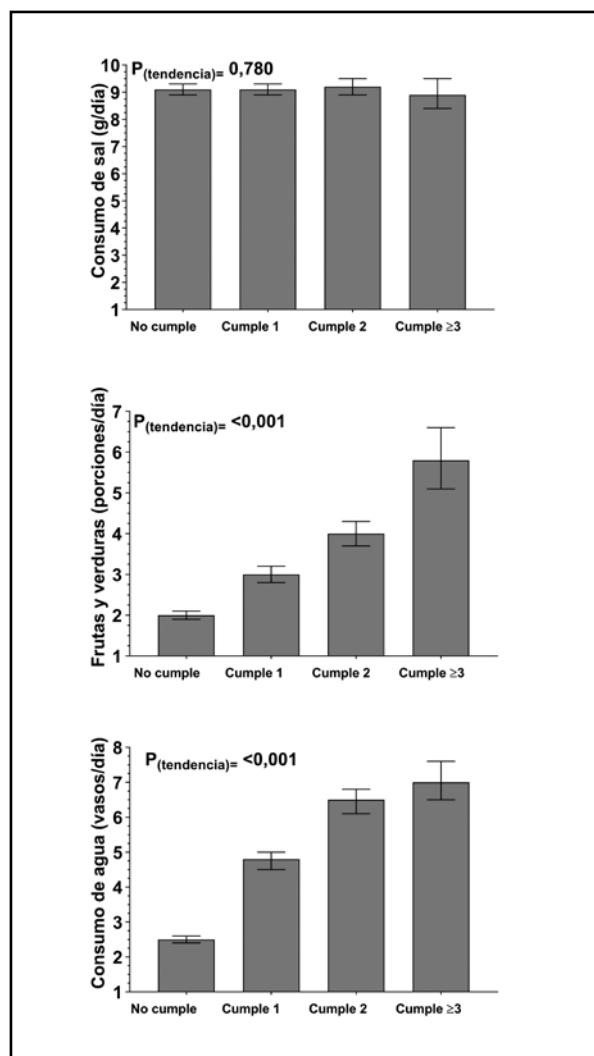 P(tendencia)= 0,780
Consumo de sal (g/día)
10
9
8
7
6
5
4
3
2
1
No cumple Cumple 1 Cumple 2 Cumple ≥3
P(tendencia)= <0,001
Frutas y verduras (porciones/día)
7
6
5
4
3
2
1
No cumple Cumple 1 Cumple 2 Cumple ≥3
P(tendencia)= <0,001
Consumo de agua (vasos/día)
8
7
6
5
4
3
2
1
No cumple Cumple 1 Cumple 2 Cumple ≥3